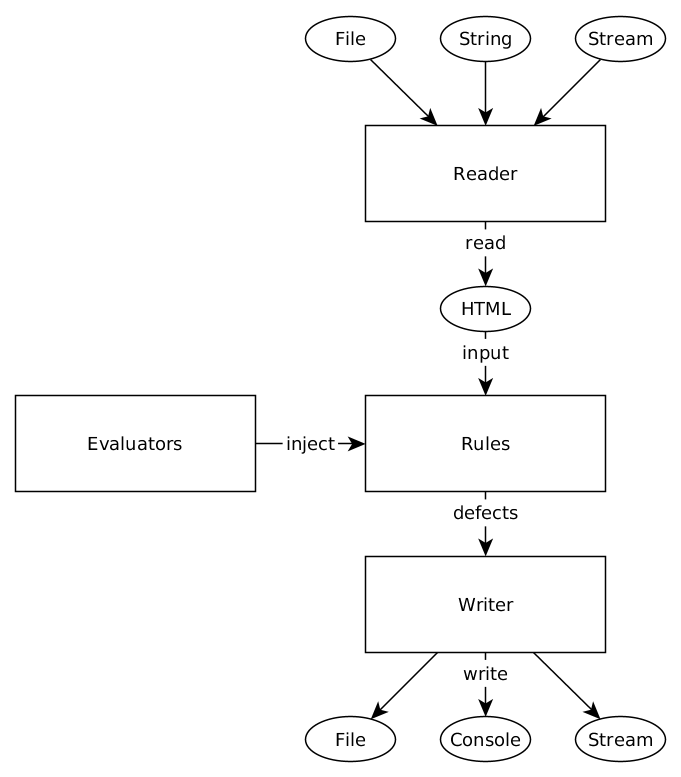 File
String
Stream
Reader
read
HTML
input
Evaluators
inject
Rules
defects
Writer
write
File
Console
Stream